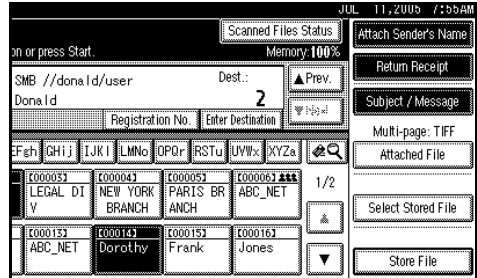 JUL 11,2005 7:55AM
Scanned Files Status
Attach Sender's Name
on or press Start.
Memory:100%
Return Receipt
SMB //donald/user
Dest.:
▲Prev.
Donald
2
▼Next
Subject / Message
Registration No.
Enter Destination
Multi-page: TIFF
EFgh GHij IJKl LMNo OPQr RSTu UVWx XYZa
Attached File
[00003] [00004] [00005] [00006]
LEGAL DI NEW YORK PARIS BR ABC_NET
V BRANCH ANCH
1/2
Select Stored File
[00013] [00014] [00015] [00016]
ABC_NET Dorothy Frank Jones
▲
▼
Store File